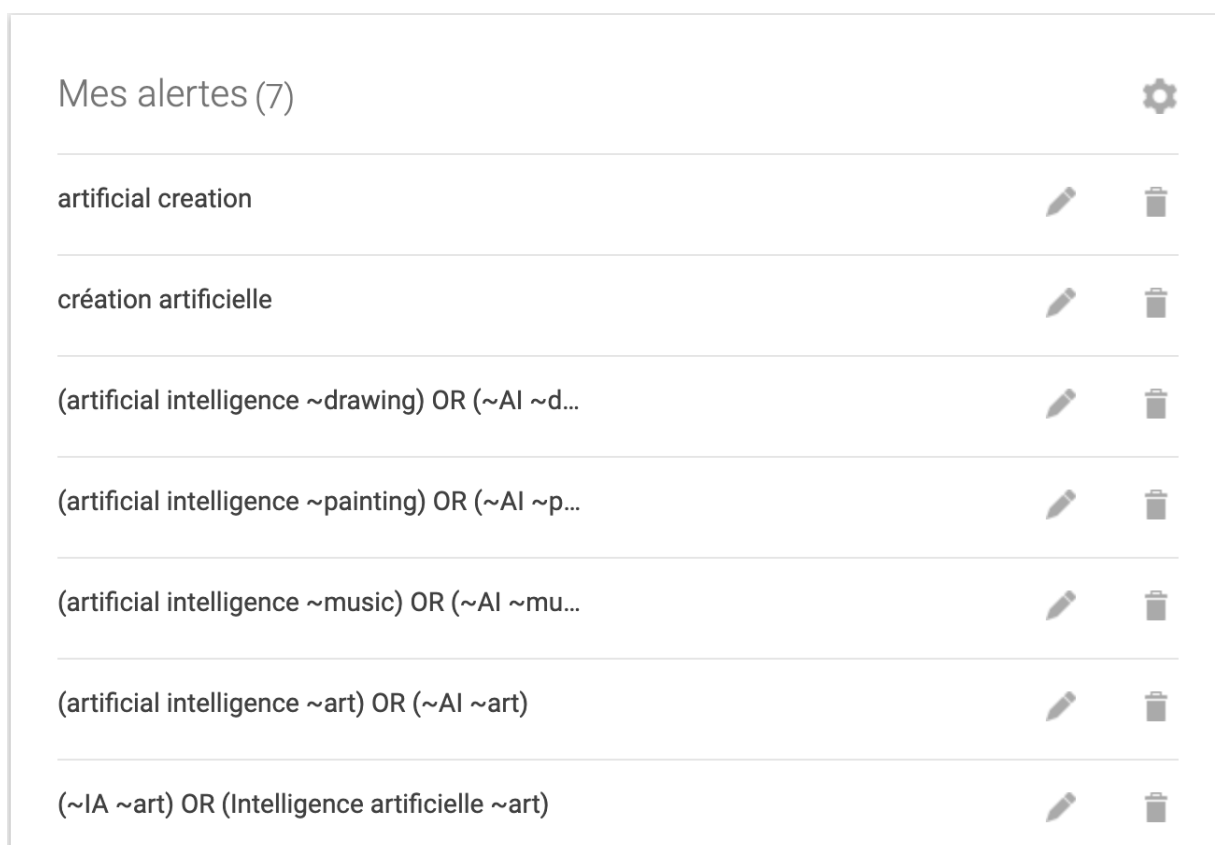 Mes alertes (7)
artificial creation
création artificielle
(artificial intelligence ~drawing) OR (~AI ~d...
(artificial intelligence ~painting) OR (~AI ~p...
(artificial intelligence ~music) OR (~AI ~mu...
(artificial intelligence ~art) OR (~AI ~art)
(~IA ~art) OR (Intelligence artificielle ~art)